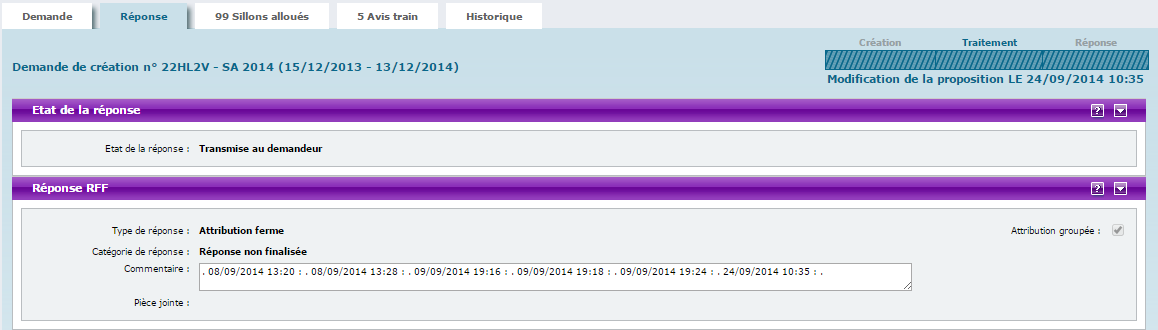 Demande Réponse 99 Sillons alloués 5 Avis train Historique
Création Traitement Réponse
Demande de création n° 22HL2V - SA 2014 (15/12/2013 - 13/12/2014)
Modification de la proposition LE 24/09/2014 10:35
Etat de la réponse ?
Etat de la réponse : Transmise au demandeur
Réponse RFF ?
Type de réponse : Attribution ferme Attribution groupée :
Catégorie de réponse : Réponse non finalisée
Commentaire : . 08/09/2014 13:20 : . 08/09/2014 13:28 : . 09/09/2014 19:16 : . 09/09/2014 19:18 : . 09/09/2014 19:24 : . 24/09/2014 10:35 : .
Pièce jointe :